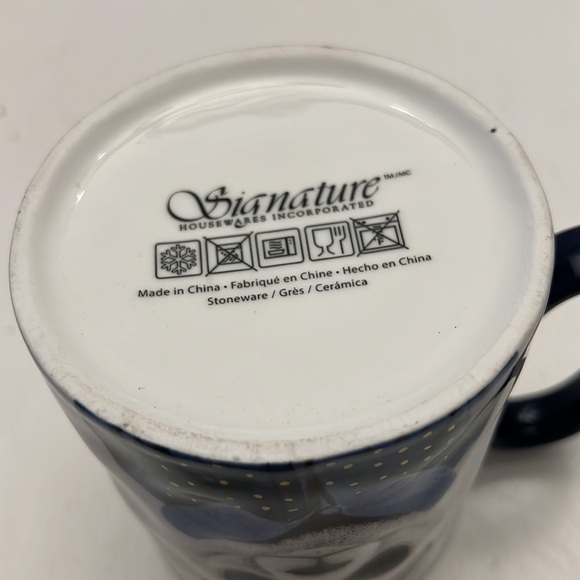 Signature TM/MC
HOUSEWARES INCORPORATED
Made in China • Fabriqué en Chine • Hecho en China
Stoneware / Grès / Cerámica